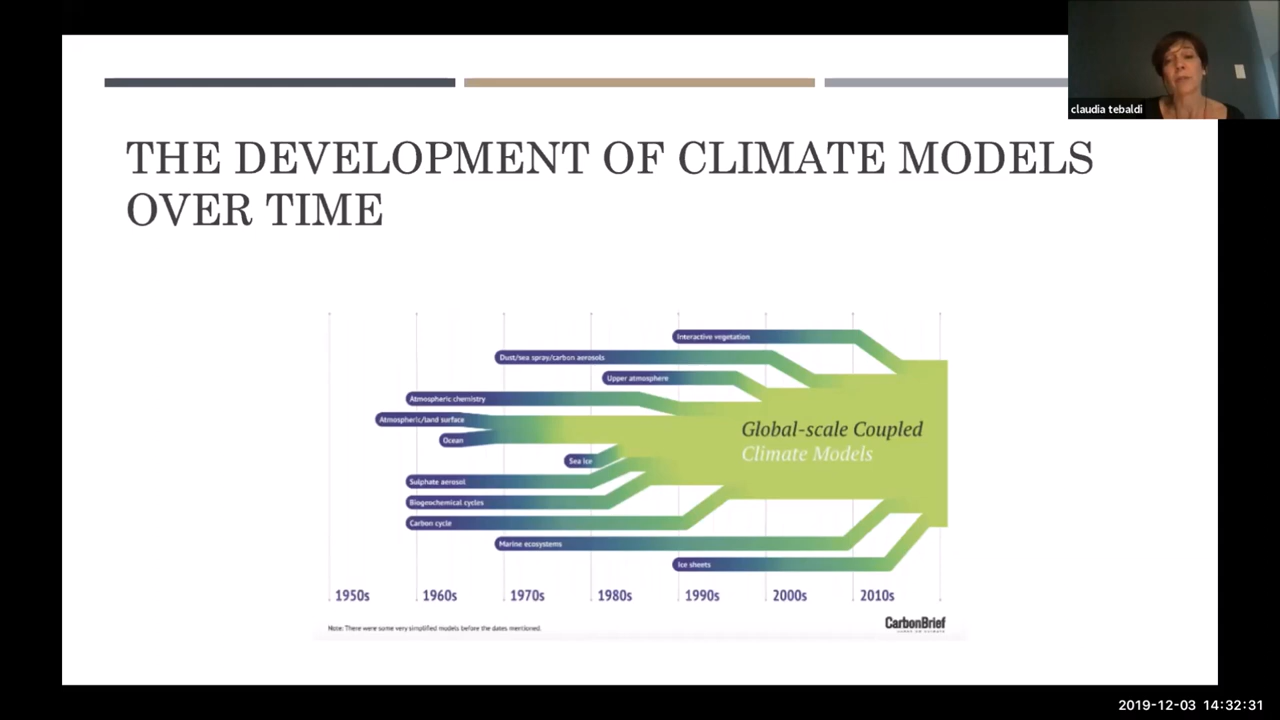 claudia tebaldi
THE DEVELOPMENT OF CLIMATE MODELS
OVER TIME
Interactive vegetation
Dust/sea spray/carbon aerosols
Upper atmosphere
Atmospheric chemistry
Atmospheric/land surface
Ocean
Sea ice
Sulphate aerosol
Biogeochemical cycles
Carbon cycle
Marine ecosystems
Ice sheets
Global-scale Coupled
Climate Models
1950s 1960s 1970s 1980s 1990s 2000s 2010s
Note: There were some very simplified models before the dates mentioned.
CarbonBrief
2019-12-03 14:32:31